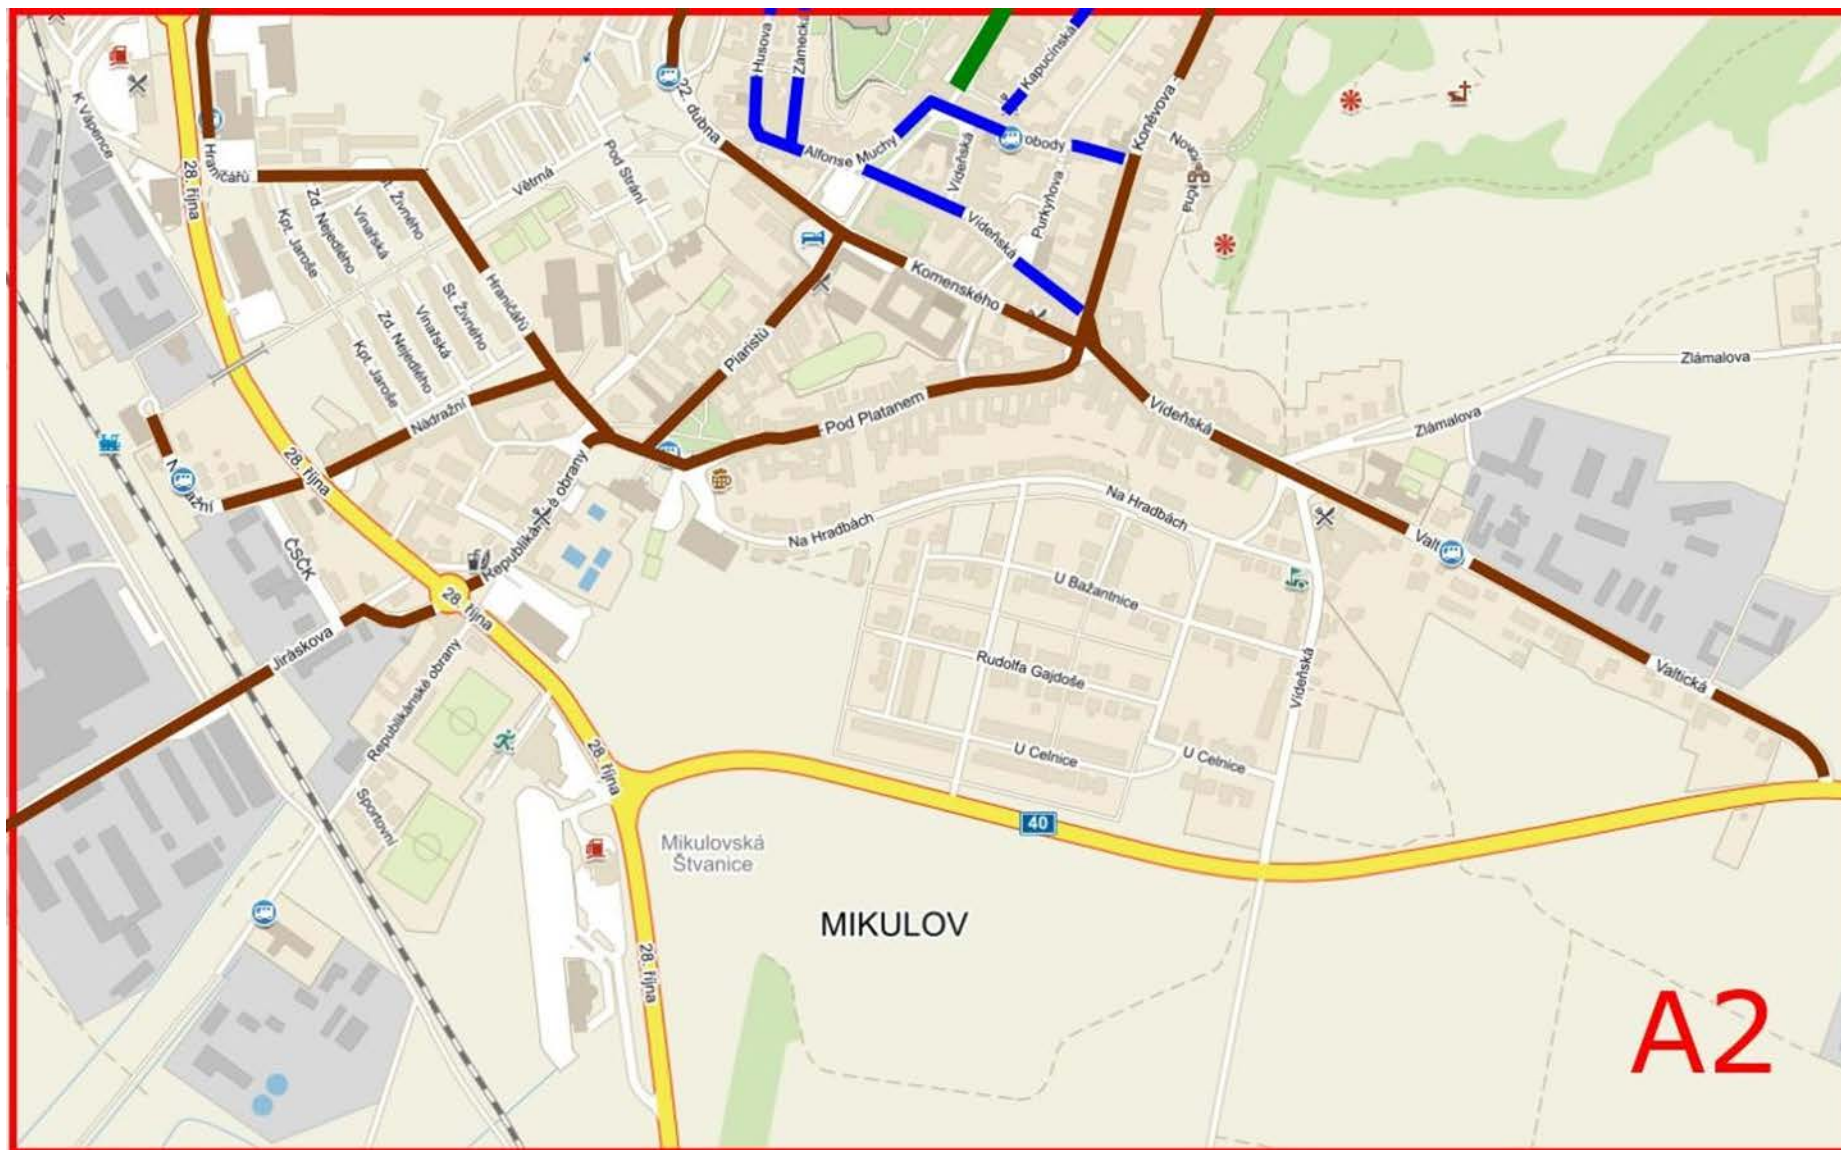 Husova
Zámecká
Kapucínská
K Vápence
22. dubna
Koněvova
Hraničářů
Alfonse Muchy
Vídeňská
obody
Purkyňova
28. října
Větrná
Pod Strání
Zd. Nejedlého
Kpt. Jaroše
Vinařská
St. Živného
Vídeňská
Hraničářů
Komenského
St. Živného
Vinařská
Zd. Nejedlého
Kpt. Jaroše
Piaristů
Zlámalova
Nádražní
Pod Platanem
Vídeňská
Zlámalova
28. října
Republikánské obrany
Na Hradbách
Na Hradbách
ČSČK
U Bažantnice
28. října
Jiráskova
Republikánské obrany
Rudolfa Gajdoše
Vídeňská
Valtická
28. října
U Celnice
U Celnice
Sportovní
40
Mikulovská
Štvanice
MIKULOV
28. října
A2